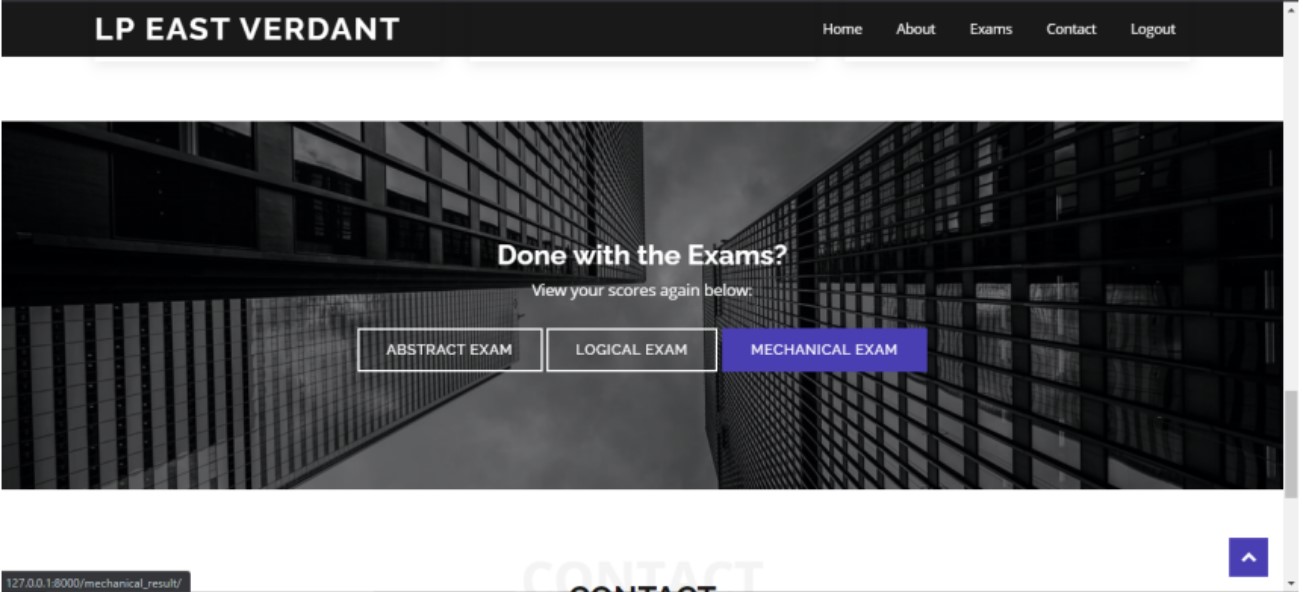 LP EAST VERDANT
Home About Exams Contact Logout
Done with the Exams?
View your scores again below:
ABSTRACT EXAM LOGICAL EXAM MECHANICAL EXAM
CONTACT
CONTACT
127.0.0.1:8000/mechanical_result/